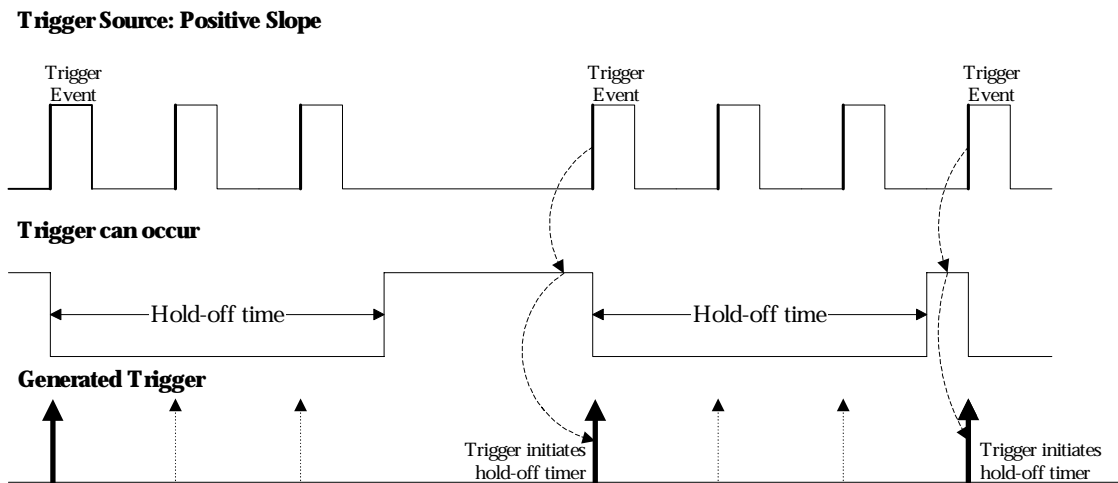 Trigger Source: Positive Slope
Trigger
Event
Trigger
Event
Trigger
Event
Trigger can occur
Hold-off time
Hold-off time
Generated Trigger
Trigger initiates
hold-off timer
Trigger initiates
hold-off timer